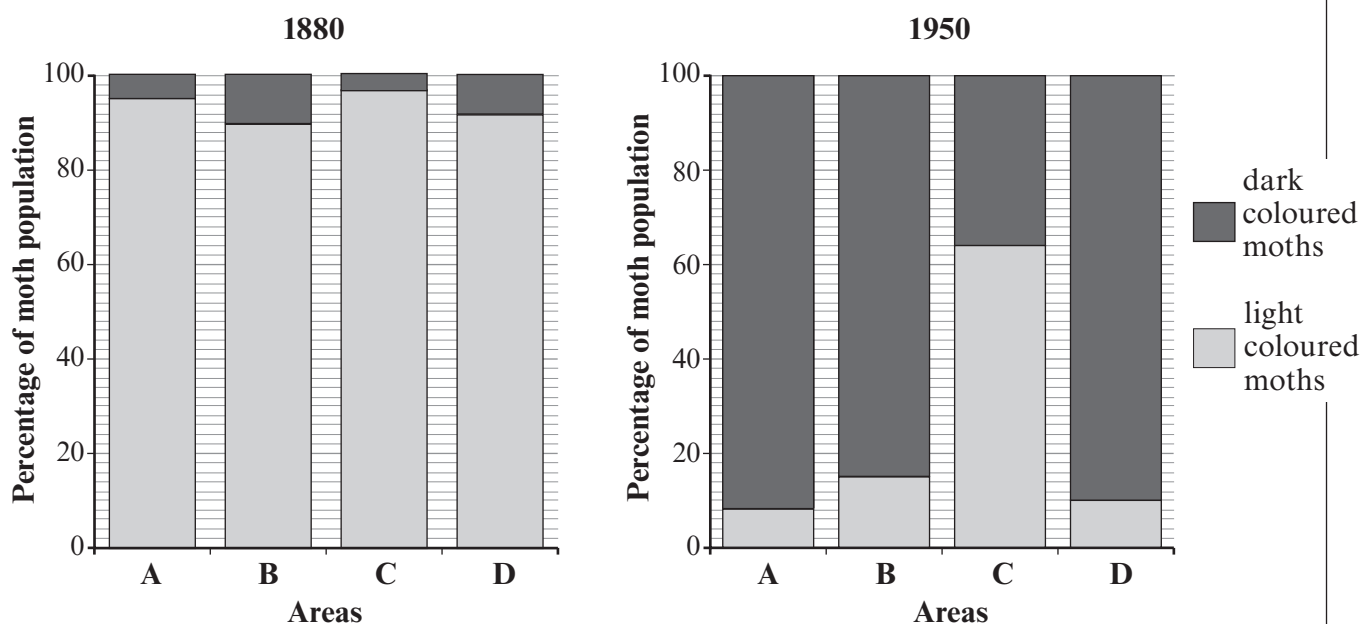 1880
100
80
60
40
20
0
Percentage of moth population
A B C D
Areas
1950
100
80
60
40
20
0
Percentage of moth population
A B C D
Areas
dark
coloured
moths
light
coloured
moths